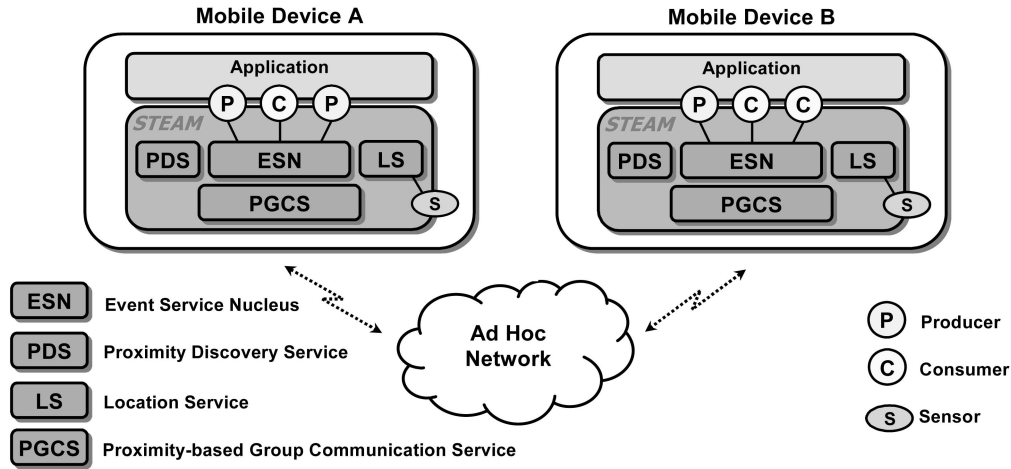 Mobile Device A
Application
P
C
P
STEAM
PDS
ESN
LS
PGCS
S
Mobile Device B
Application
P
C
C
STEAM
PDS
ESN
LS
PGCS
S
Ad Hoc
Network
ESN Event Service Nucleus
PDS Proximity Discovery Service
LS Location Service
PGCS Proximity-based Group Communication Service
P Producer
C Consumer
S Sensor